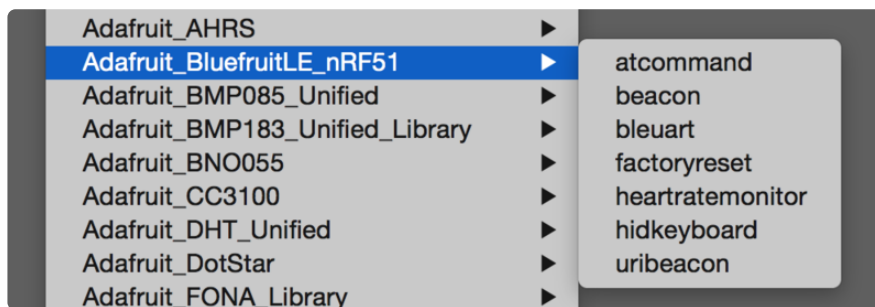 Adafruit_AHRS
Adafruit_BluefruitLE_nRF51
Adafruit_BMP085_Unified
Adafruit_BMP183_Unified_Library
Adafruit_BNO055
Adafruit_CC3100
Adafruit_DHT_Unified
Adafruit_DotStar
Adafruit_FONA_Library
atcommand
beacon
bleuart
factoryreset
heartratemonitor
hidkeyboard
uribeacon